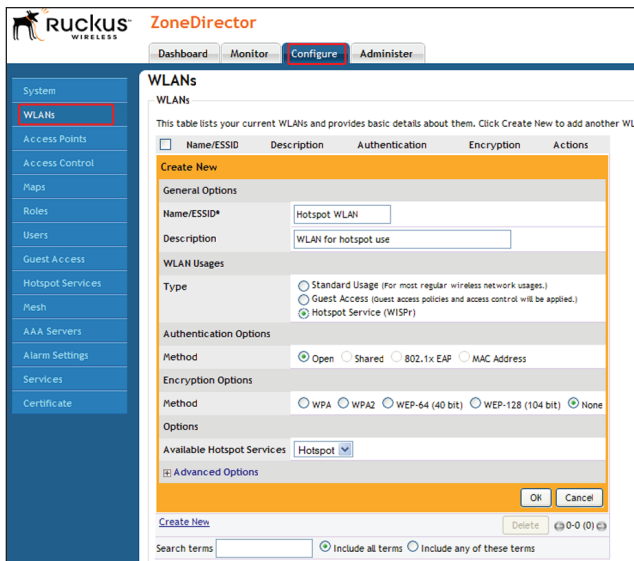 Ruckus WIRELESS ZoneDirector
Dashboard Monitor Configure Administer
System
WLANs
Access Points
Access Control
Maps
Roles
Users
Guest Access
Hotspot Services
Mesh
AAA Servers
Alarm Settings
Services
Certificate
WLANs
WLANs
This table lists your current WLANs and provides basic details about them. Click Create New to add another WL
Name/ESSID Description Authentication Encryption Actions
Create New
General Options
Name/ESSID* Hotspot WLAN
Description WLAN for hotspot use
WLAN Usages
Type Standard Usage (For most regular wireless network usages.)
Guest Access (Guest access policies and access control will be applied.)
Hotspot Service (WISPr)
Authentication Options
Method Open Shared 802.1x EAP MAC Address
Encryption Options
Method WPA WPA2 WEP-64 (40 bit) WEP-128 (104 bit) None
Options
Available Hotspot Services Hotspot
Advanced Options
OK Cancel
Create New Delete 0-0 (0)
Search terms Include all terms Include any of these terms